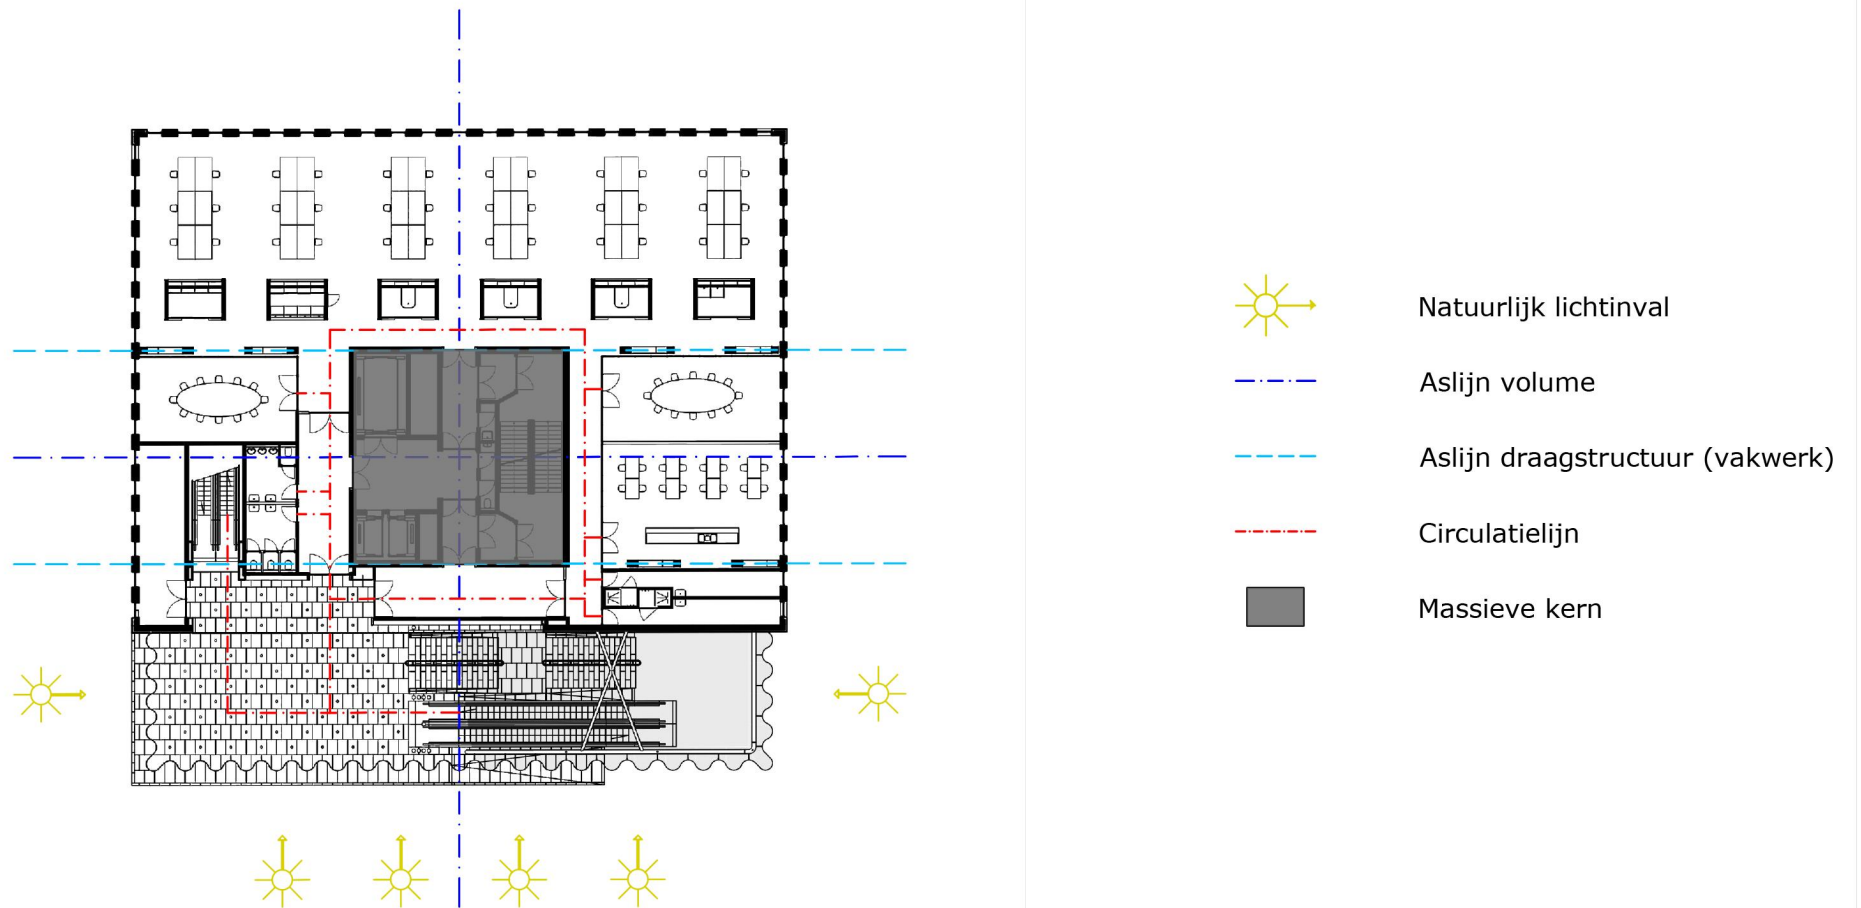 Natuurlijk lichtinval
Aslijn volume
Aslijn draagstructuur (vakwerk)
Circulatielijn
Massieve kern